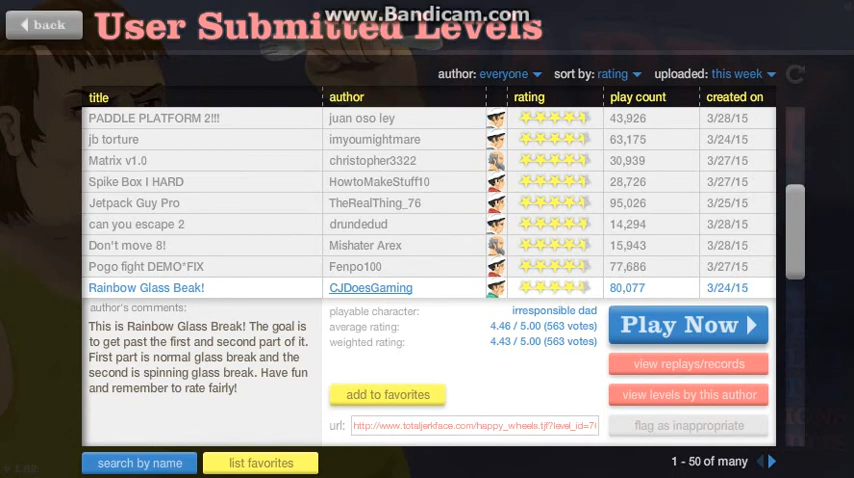 www.Bandicam.com
back
User Submitted Levels
author: everyone sort by: rating uploaded: this week
title author rating play count created on
PADDLE PLATFORM 2!!! juan oso ley 43,926 3/28/15
jb torture imyournightmare 63,175 3/24/15
Matrix v1.0 christopher3322 30,939 3/27/15
Spike Box I HARD HowtoMakeStuff10 28,726 3/27/15
Jetpack Guy Pro TheRealThing_76 95,026 3/25/15
can you escape 2 drundedud 14,294 3/28/15
Don't move 8! Mishater Arex 15,943 3/28/15
Pogo fight DEMO*FIX Fenpo100 77,686 3/27/15
Rainbow Glass Beak! CJDoesGaming 80,077 3/24/15
author's comments:
This is Rainbow Glass Break! The goal is
to get past the first and second part of it.
First part is normal glass break and the
second is spinning glass break. Have fun
and remember to rate fairly!
playable character: irresponsible dad
average rating: 4.46 / 5.00 (563 votes)
weighted rating: 4.43 / 5.00 (563 votes)
add to favorites
url: http://www.totaljerkface.com/happy_wheels.tjf?level_id=7
Play Now
view replays/records
view levels by this author
flag as inappropriate
search by name
list favorites
1 - 50 of many